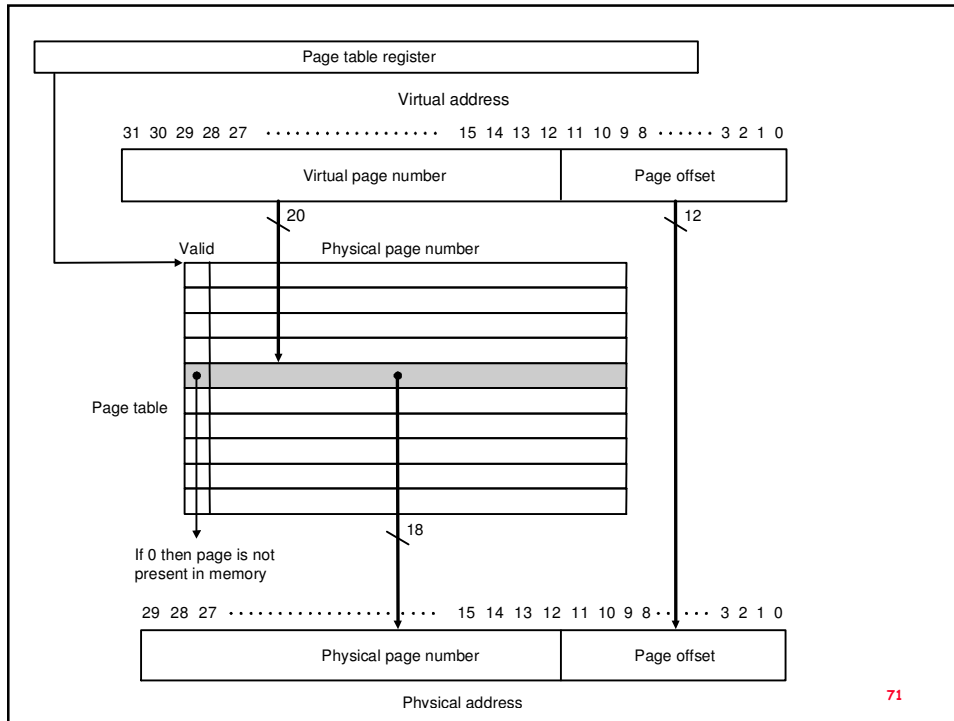 Page table register
Virtual address
31 30 29 28 27 .................. 15 14 13 12 11 10 9 8 ...... 3 2 1 0
Virtual page number Page offset
20 12
Valid Physical page number
Page table
18
If 0 then page is not
present in memory
29 28 27 ...................... 15 14 13 12 11 10 9 8 ...... 3 2 1 0
Physical page number Page offset
Physical address
71